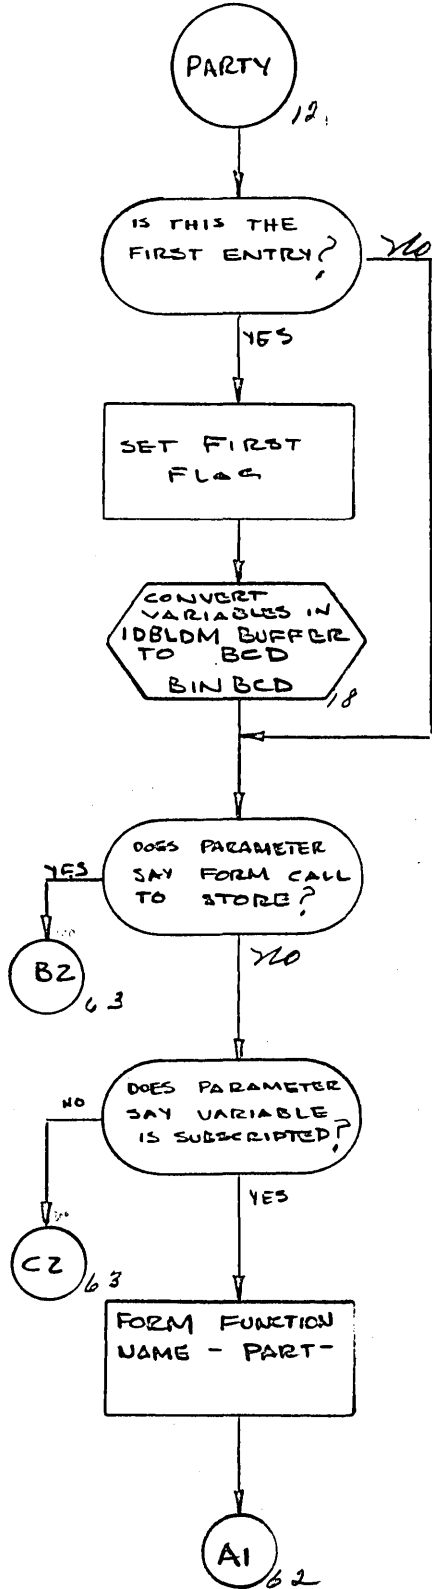 PARTY
12.
IS THIS THE
FIRST ENTRY?
NO
YES
SET FIRST
FLAG
CONVERT
VARIABLES IN
IDBLDM BUFFER
TO BCD
BINBCD
18
DOES PARAMETER
SAY FORM CALL
TO STORE?
YES
B2
63
NO
DOES PARAMETER
SAY VARIABLE
IS SUBSCRIPTED?
NO
C2
63
YES
FORM FUNCTION
NAME - PART-
A1
62